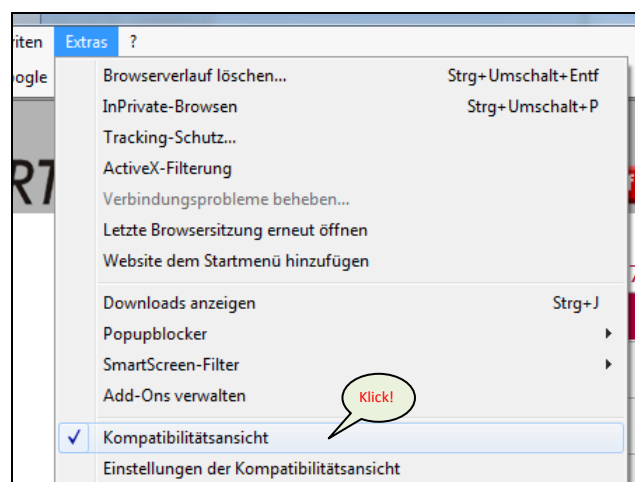 riten Extras ?
ogle
Browserverlauf löschen... Strg+Umschalt+Entf
InPrivate-Browsen Strg+Umschalt+P
Tracking-Schutz...
ActiveX-Filterung
RT
Verbindungsprobleme beheben...
Letzte Browsersitzung erneut öffnen
Website dem Startmenü hinzufügen
Downloads anzeigen Strg+J
Popupblocker
SmartScreen-Filter
Add-Ons verwalten
Klick!
Kompatibilitätsansicht
Einstellungen der Kompatibilitätsansicht